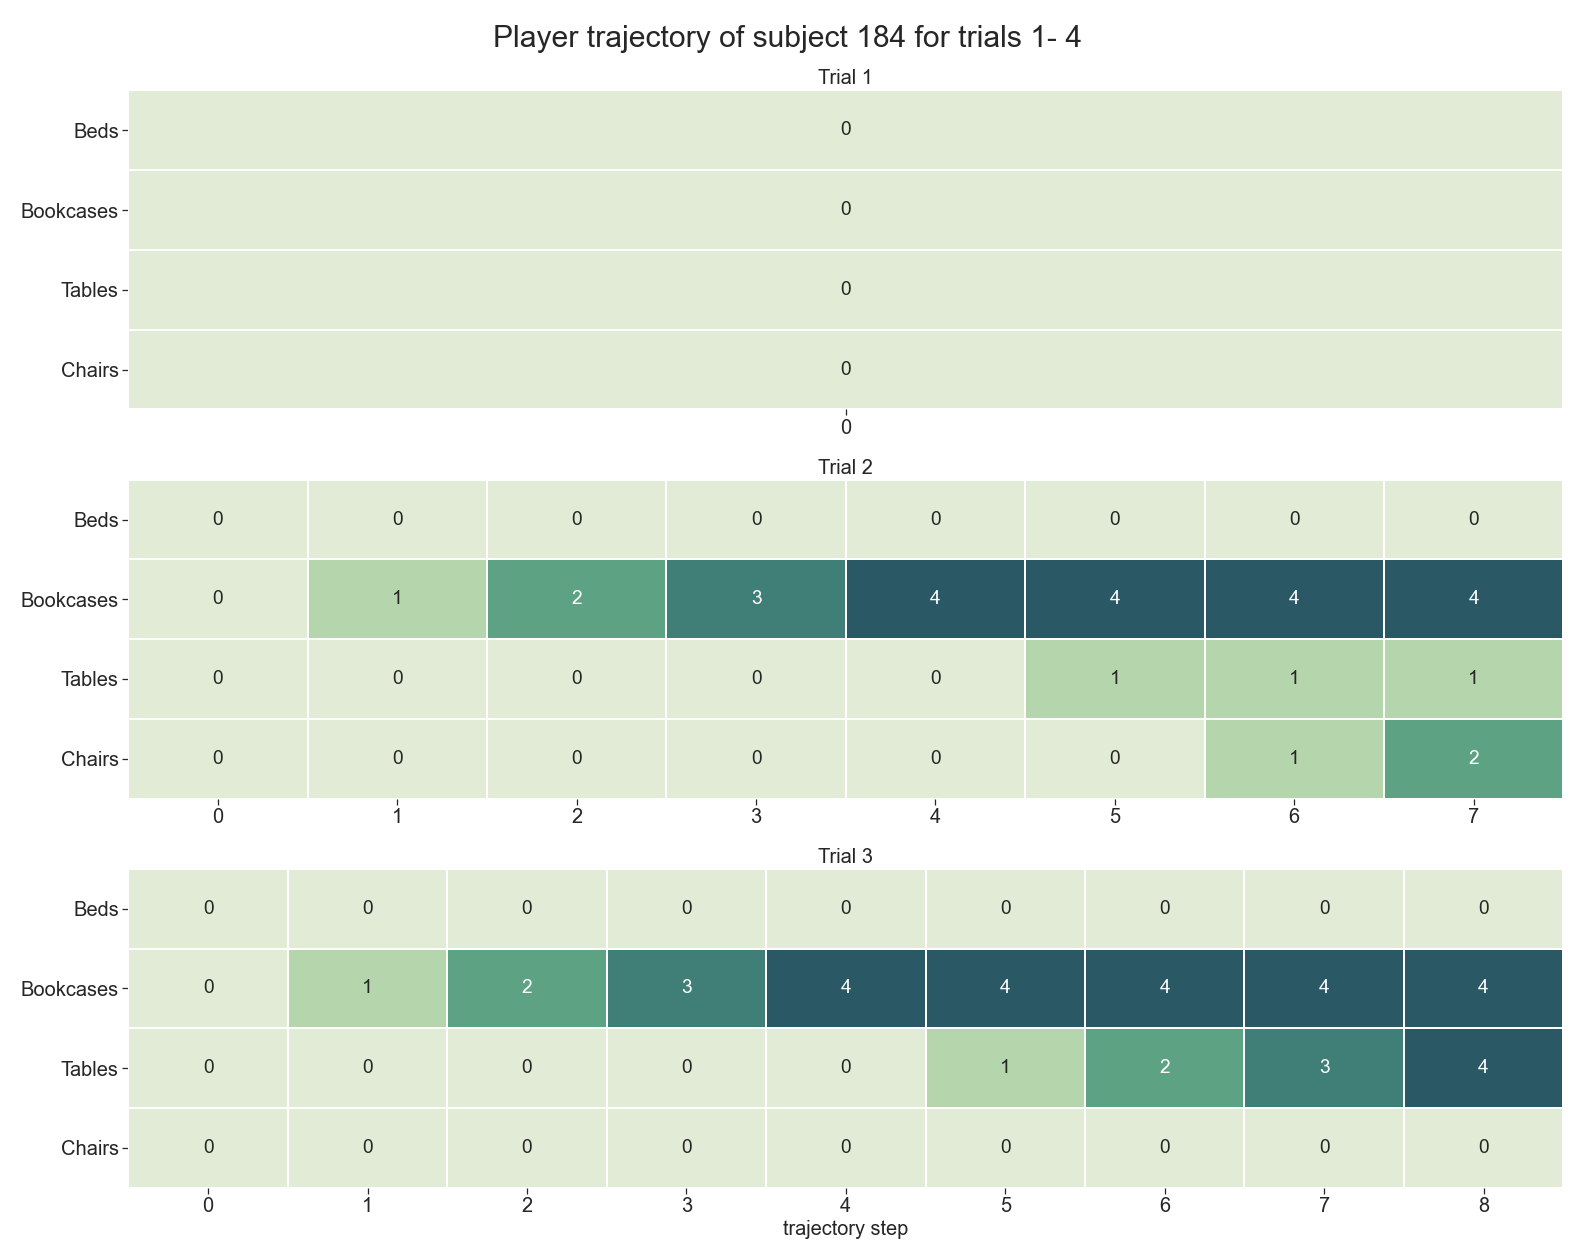 Player trajectory of subject 184 for trials 1- 4
Trial 1
Beds 0
Bookcases 0
Tables 0
Chairs 0
0
Trial 2
Beds 0 0 0 0 0 0 0 0
Bookcases 0 1 2 3 4 4 4 4
Tables 0 0 0 0 0 1 1 1
Chairs 0 0 0 0 0 0 1 2
0 1 2 3 4 5 6 7
Trial 3
Beds 0 0 0 0 0 0 0 0 0
Bookcases 0 1 2 3 4 4 4 4 4
Tables 0 0 0 0 0 1 2 3 4
Chairs 0 0 0 0 0 0 0 0 0
0 1 2 3 4 5 6 7 8
trajectory step